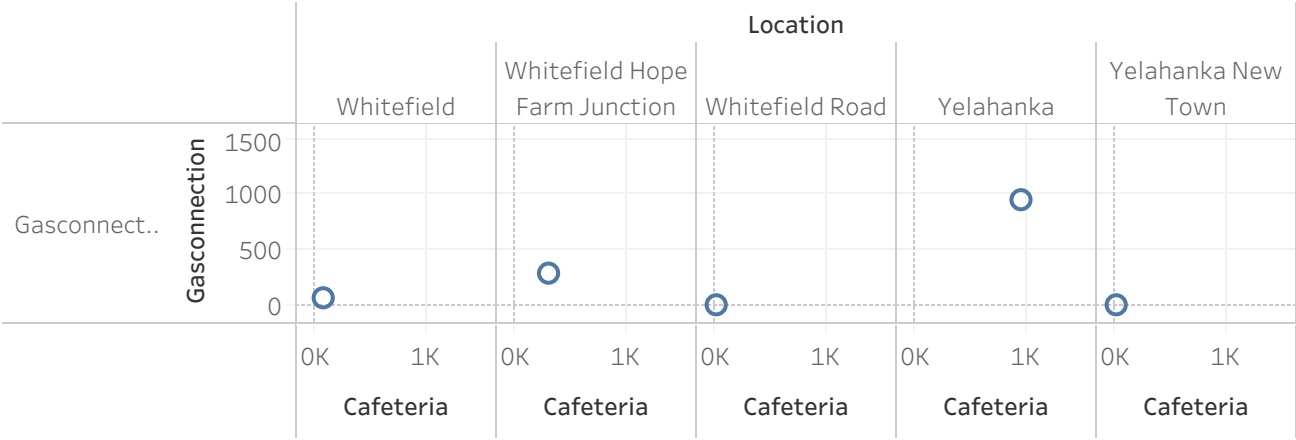 Location
Whitefield
Whitefield Hope
Farm Junction
Whitefield Road
Yelahanka
Yelahanka New
Town
Gasconnect..
Gasconnection
1500
1000
500
0
0K 1K 0K 1K 0K 1K 0K 1K 0K 1K
Cafeteria Cafeteria Cafeteria Cafeteria Cafeteria